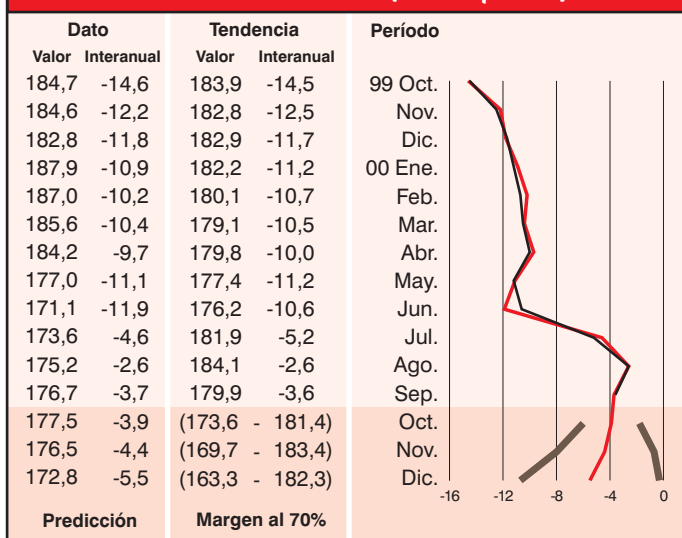 Dato Tendencia Período
Valor Interanual Valor Interanual
184,7 -14,6 183,9 -14,5 99 Oct.
184,6 -12,2 182,8 -12,5 Nov.
182,8 -11,8 182,9 -11,7 Dic.
187,9 -10,9 182,2 -11,2 00 Ene.
187,0 -10,2 180,1 -10,7 Feb.
185,6 -10,4 179,1 -10,5 Mar.
184,2 -9,7 179,8 -10,0 Abr.
177,0 -11,1 177,4 -11,2 May.
171,1 -11,9 176,2 -10,6 Jun.
173,6 -4,6 181,9 -5,2 Jul.
175,2 -2,6 184,1 -2,6 Ago.
176,7 -3,7 179,9 -3,6 Sep.
177,5 -3,9 (173,6 - 181,4) Oct.
176,5 -4,4 (169,7 - 183,4) Nov.
172,8 -5,5 (163,3 - 182,3) Dic.
-16 -12 -8 -4 0
Predicción Margen al 70%